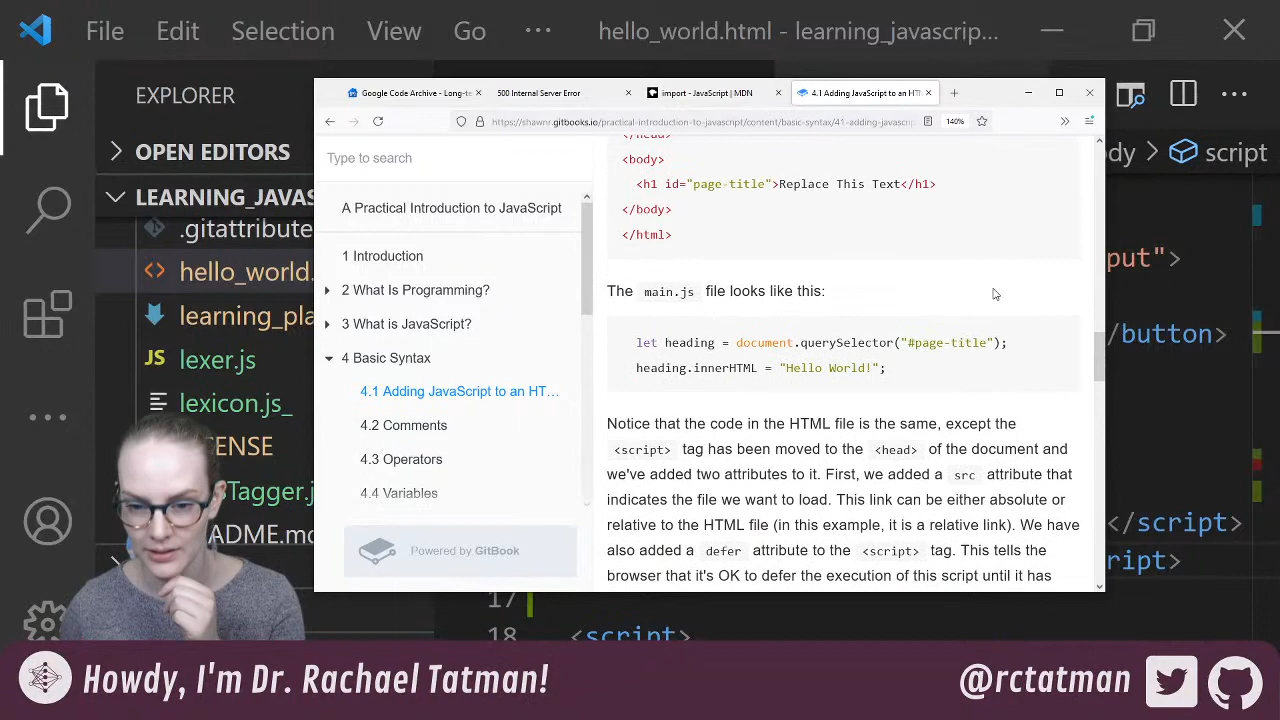 File Edit Selection View Go ··· hello_world.html - learning_javascrip...
EXPLORER
OPEN EDITORS
LEARNING_JAVAS
.gitattribute
hello_world.
learning_pla
JS lexer.js
lexicon.js_
Tagger.j
Google Code Archive - Long-te
500 Internal Server Error
import - JavaScript | MDN
4.1 Adding JavaScript to an HTM
https://shawnr.gitbooks.io/practical-introduction-to-javascript/content/basic-syntax/41-adding-javascri
140%
Type to search
A Practical Introduction to JavaScript
1 Introduction
2 What Is Programming?
3 What is JavaScript?
4 Basic Syntax
4.1 Adding JavaScript to an HT…
4.2 Comments
4.3 Operators
4.4 Variables
Powered by GitBook
</head>
<body>
<h1 id="page-title">Replace This Text</h1>
</body>
</html>
The main.js file looks like this:
let heading = document.querySelector("#page-title");
heading.innerHTML = "Hello World!";
Notice that the code in the HTML file is the same, except the
<script> tag has been moved to the <head> of the document and
we've added two attributes to it. First, we added a src attribute that
indicates the file we want to load. This link can be either absolute or
relative to the HTML file (in this example, it is a relative link). We have
also added a defer attribute to the <script> tag. This tells the
browser that it's OK to defer the execution of this script until it has
script
put">
/button>
</script>
ript>
17
18 <script>
Howdy, I'm Dr. Rachael Tatman!
@rctatman